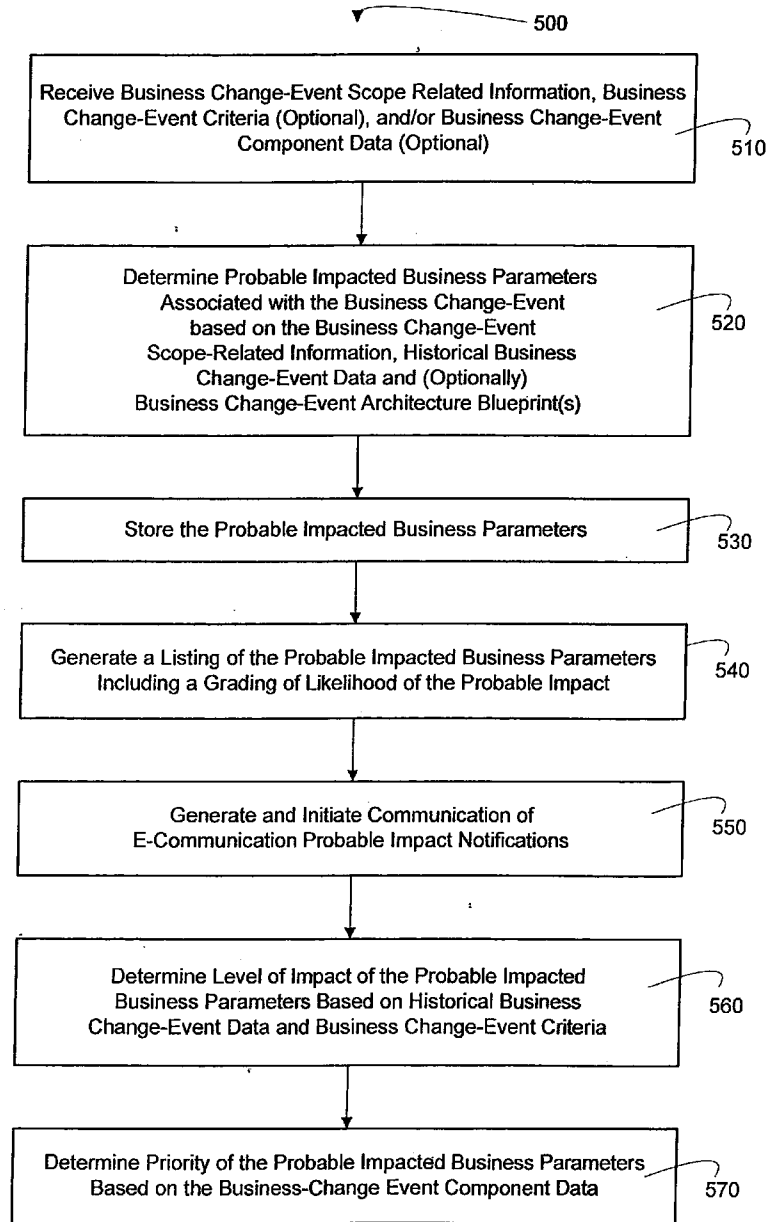 500
Receive Business Change-Event Scope Related Information, Business
Change-Event Criteria (Optional), and/or Business Change-Event
Component Data (Optional)
510
Determine Probable Impacted Business Parameters
Associated with the Business Change-Event
based on the Business Change-Event
Scope-Related Information, Historical Business
Change-Event Data and (Optionally)
Business Change-Event Architecture Blueprint(s)
520
Store the Probable Impacted Business Parameters
530
Generate a Listing of the Probable Impacted Business Parameters
Including a Grading of Likelihood of the Probable Impact
540
Generate and Initiate Communication of
E-Communication Probable Impact Notifications
550
Determine Level of Impact of the Probable Impacted
Business Parameters Based on Historical Business
Change-Event Data and Business Change-Event Criteria
560
Determine Priority of the Probable Impacted Business Parameters
Based on the Business-Change Event Component Data
570